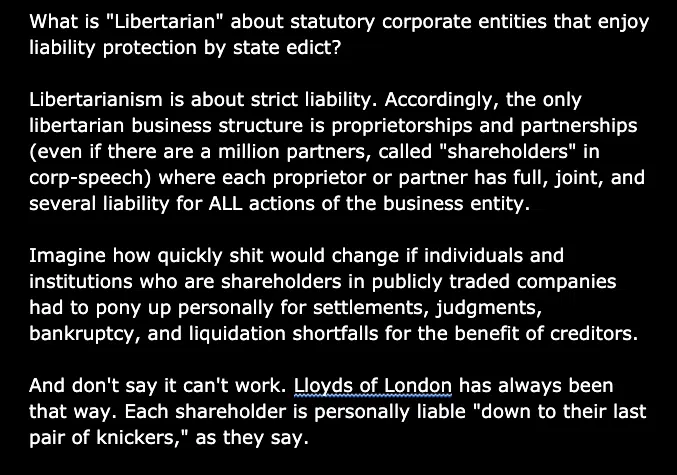 What is "Libertarian" about statutory corporate entities that enjoy
liability protection by state edict?
Libertarianism is about strict liability. Accordingly, the only
libertarian business structure is proprietorships and partnerships
(even if there are a million partners, called "shareholders" in
corp-speech) where each proprietor or partner has full, joint, and
several liability for ALL actions of the business entity.
Imagine how quickly shit would change if individuals and
institutions who are shareholders in publicly traded companies
had to pony up personally for settlements, judgments,
bankruptcy, and liquidation shortfalls for the benefit of creditors.
And don't say it can't work. Lloyds of London has always been
that way. Each shareholder is personally liable "down to their last
pair of knickers," as they say.